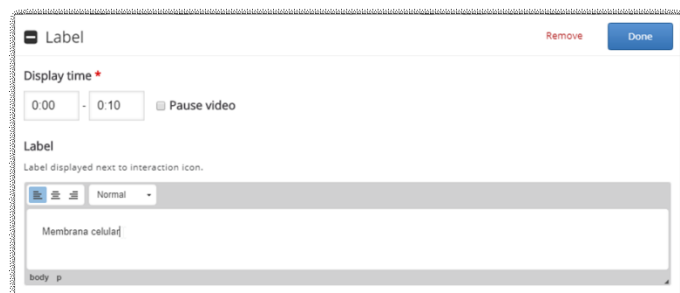 Label
Remove
Done
Display time *
0:00 - 0:10 Pause video
Label
Label displayed next to interaction icon.
Normal
Membrana celular
body p